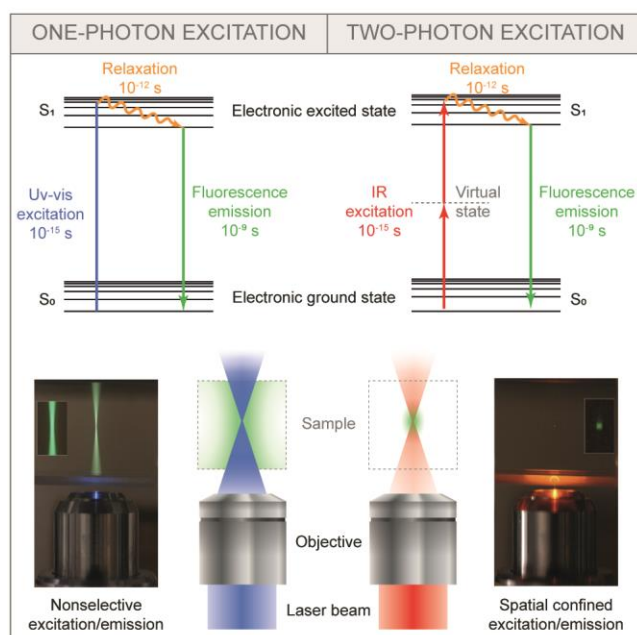 ONE-PHOTON EXCITATION
TWO-PHOTON EXCITATION
Relaxation
10⁻¹² s
S₁
Electronic excited state
Uv-vis
excitation
10⁻¹⁵ s
Fluorescence
emission
10⁻⁹ s
S₀
Electronic ground state
Relaxation
10⁻¹² s
S₁
IR
excitation
10⁻¹⁵ s
Virtual
state
Fluorescence
emission
10⁻⁹ s
S₀
Sample
Objective
Laser beam
Nonselective
excitation/emission
Spatial confined
excitation/emission